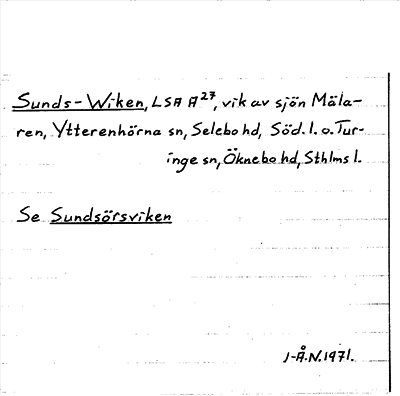 Sunds-Wiken, LSA A27, vik av sjön Mäla-
ren, Ytterenhörna sn, Selebo hd, Söd. l. o. Tur-
inge sn, Öknebo hd, Sthlms l.
Se Sundsörsviken
J-Å.N. 1971.